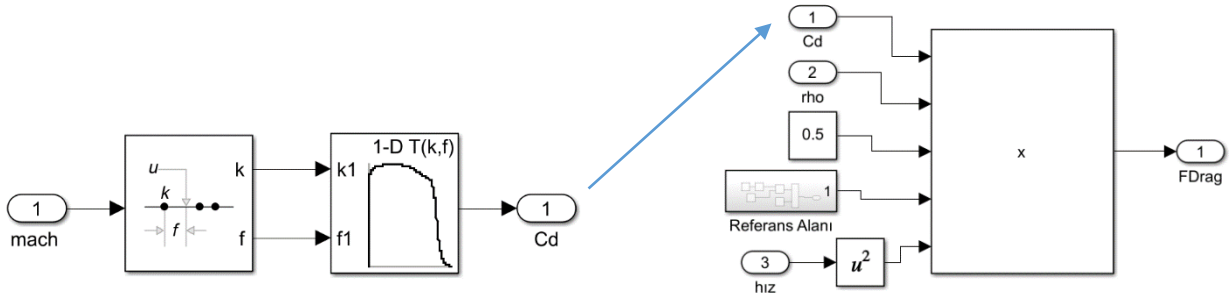 u
k
f
k
f
1-D T(k,f)
k1
f1
1
mach
1
Cd
1
Cd
2
rho
0.5
1
Referans Alanı
3
hız
u²
x
1
FDrag